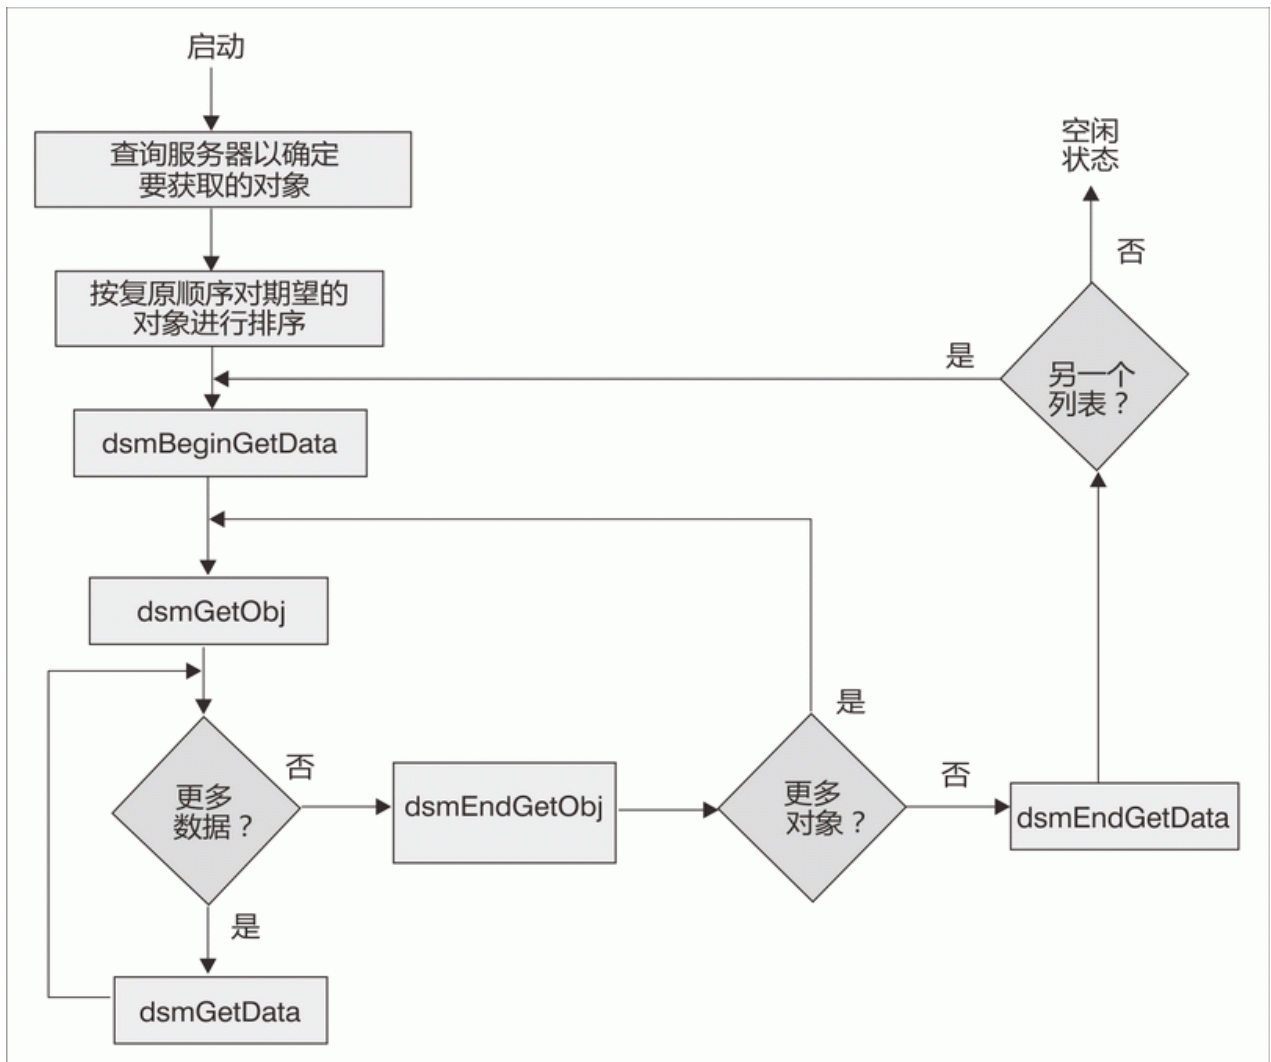 启动
查询服务器以确定
要获取的对象
按复原顺序对期望的
对象进行排序
dsmBeginGetData
dsmGetObj
更多
数据？
否
是
dsmGetData
dsmEndGetObj
更多
对象？
是
否
dsmEndGetData
另一个
列表？
是
否
空闲
状态